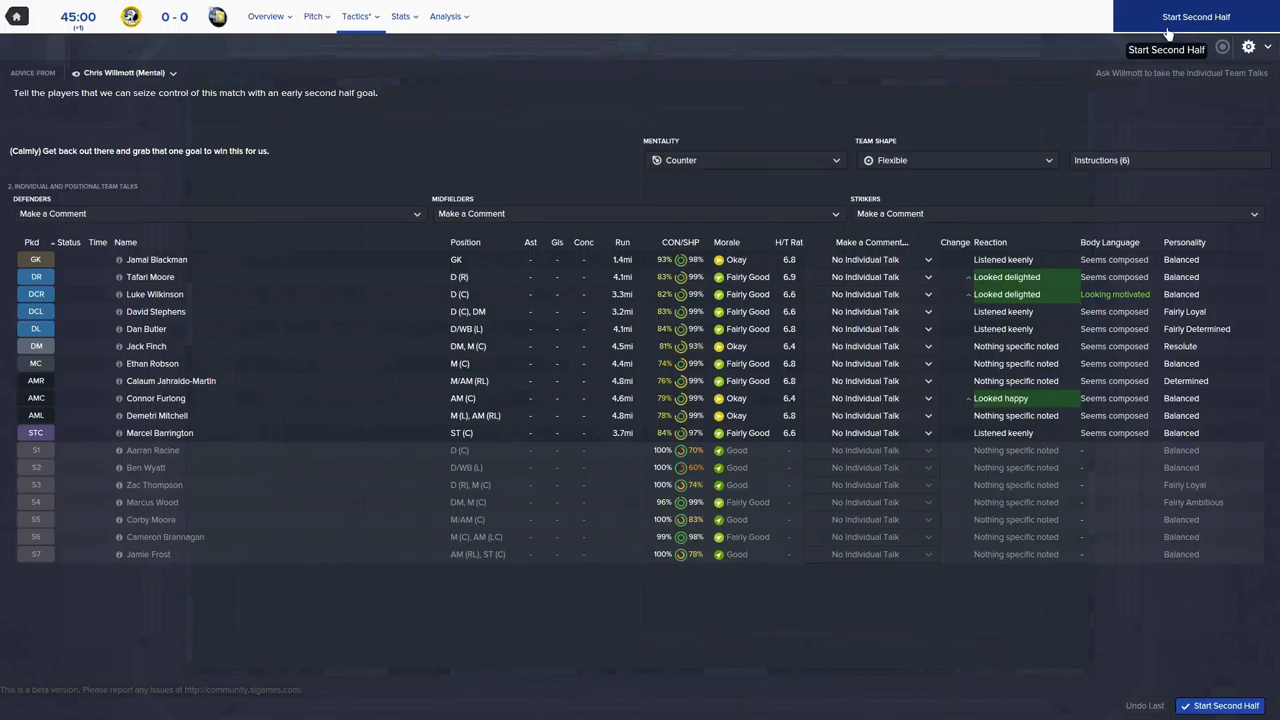 45:00 (+1) 0 - 0 Overview Pitch Tactics* Stats Analysis Start Second Half
Start Second Half
ADVICE FROM Chris Willmott (Mental) Ask Willmott to take the Individual Team Talks
Tell the players that we can seize control of this match with an early second half goal.
MENTALITY TEAM SHAPE
(Calmly) Get back out there and grab that one goal to win this for us. Counter Flexible Instructions (6)
2. INDIVIDUAL AND POSITIONAL TEAM TALKS
DEFENDERS MIDFIELDERS STRIKERS
Make a Comment Make a Comment Make a Comment
Pkd Status Time Name Position Ast Gls Conc Run CON/SHP Morale H/T Rat Make a Comment... Change Reaction Body Language Personality
GK Jamal Blackman GK - - - 1.4mi 93% 98% Okay 6.8 No Individual Talk Listened keenly Seems composed Balanced
DR Tafari Moore D (R) - - - 4.1mi 83% 99% Fairly Good 6.9 No Individual Talk Looked delighted Seems composed Balanced
DCR Luke Wilkinson D (C) - - - 3.3mi 82% 99% Fairly Good 6.6 No Individual Talk Looked delighted Looking motivated Balanced
DCL David Stephens D (C), DM - - - 3.2mi 83% 99% Fairly Good 6.6 No Individual Talk Listened keenly Seems composed Fairly Loyal
DL Dan Butler D/WB (L) - - - 4.1mi 84% 99% Fairly Good 6.8 No Individual Talk Listened keenly Seems composed Fairly Determined
DM Jack Finch DM, M (C) - - - 4.5mi 81% 93% Okay 6.4 No Individual Talk Nothing specific noted Seems composed Resolute
MC Ethan Robson M (C) - - - 4.4mi 74% 99% Fairly Good 6.8 No Individual Talk Nothing specific noted Seems composed Balanced
AMR Calaum Jahraldo-Martin M/AM (RL) - - - 4.8mi 76% 99% Fairly Good 6.8 No Individual Talk Nothing specific noted Seems composed Determined
AMC Connor Furlong AM (C) - - - 4.6mi 79% 99% Okay 6.4 No Individual Talk Looked happy Seems composed Balanced
AML Demetri Mitchell M (L), AM (RL) - - - 4.8mi 78% 99% Okay 6.8 No Individual Talk Nothing specific noted Seems composed Balanced
STC Marcel Barrington ST (C) - - - 3.7mi 84% 97% Fairly Good 6.6 No Individual Talk Listened keenly Seems composed Balanced
S1 Aarran Racine D (C) - - - 100% 70% Good - No Individual Talk Nothing specific noted - Balanced
S2 Ben Wyatt D/WB (L) - - - 100% 60% Good - No Individual Talk Nothing specific noted - Balanced
S3 Zac Thompson D (R), M (C) - - - 100% 74% Good - No Individual Talk Nothing specific noted - Fairly Loyal
S4 Marcus Wood DM, M (C) - - - 96% 99% Fairly Good - No Individual Talk Nothing specific noted - Fairly Ambitious
S5 Corby Moore M/AM (C) - - - 100% 83% Good - No Individual Talk Nothing specific noted - Balanced
S6 Cameron Brannagan M (C), AM (LC) - - - 99% 98% Fairly Good - No Individual Talk Nothing specific noted - Balanced
S7 Jamie Frost AM (RL), ST (C) - - - 100% 78% Good - No Individual Talk Nothing specific noted - Balanced
This is a beta version. Please report any issues at http://community.sigames.com/
Undo Last Start Second Half